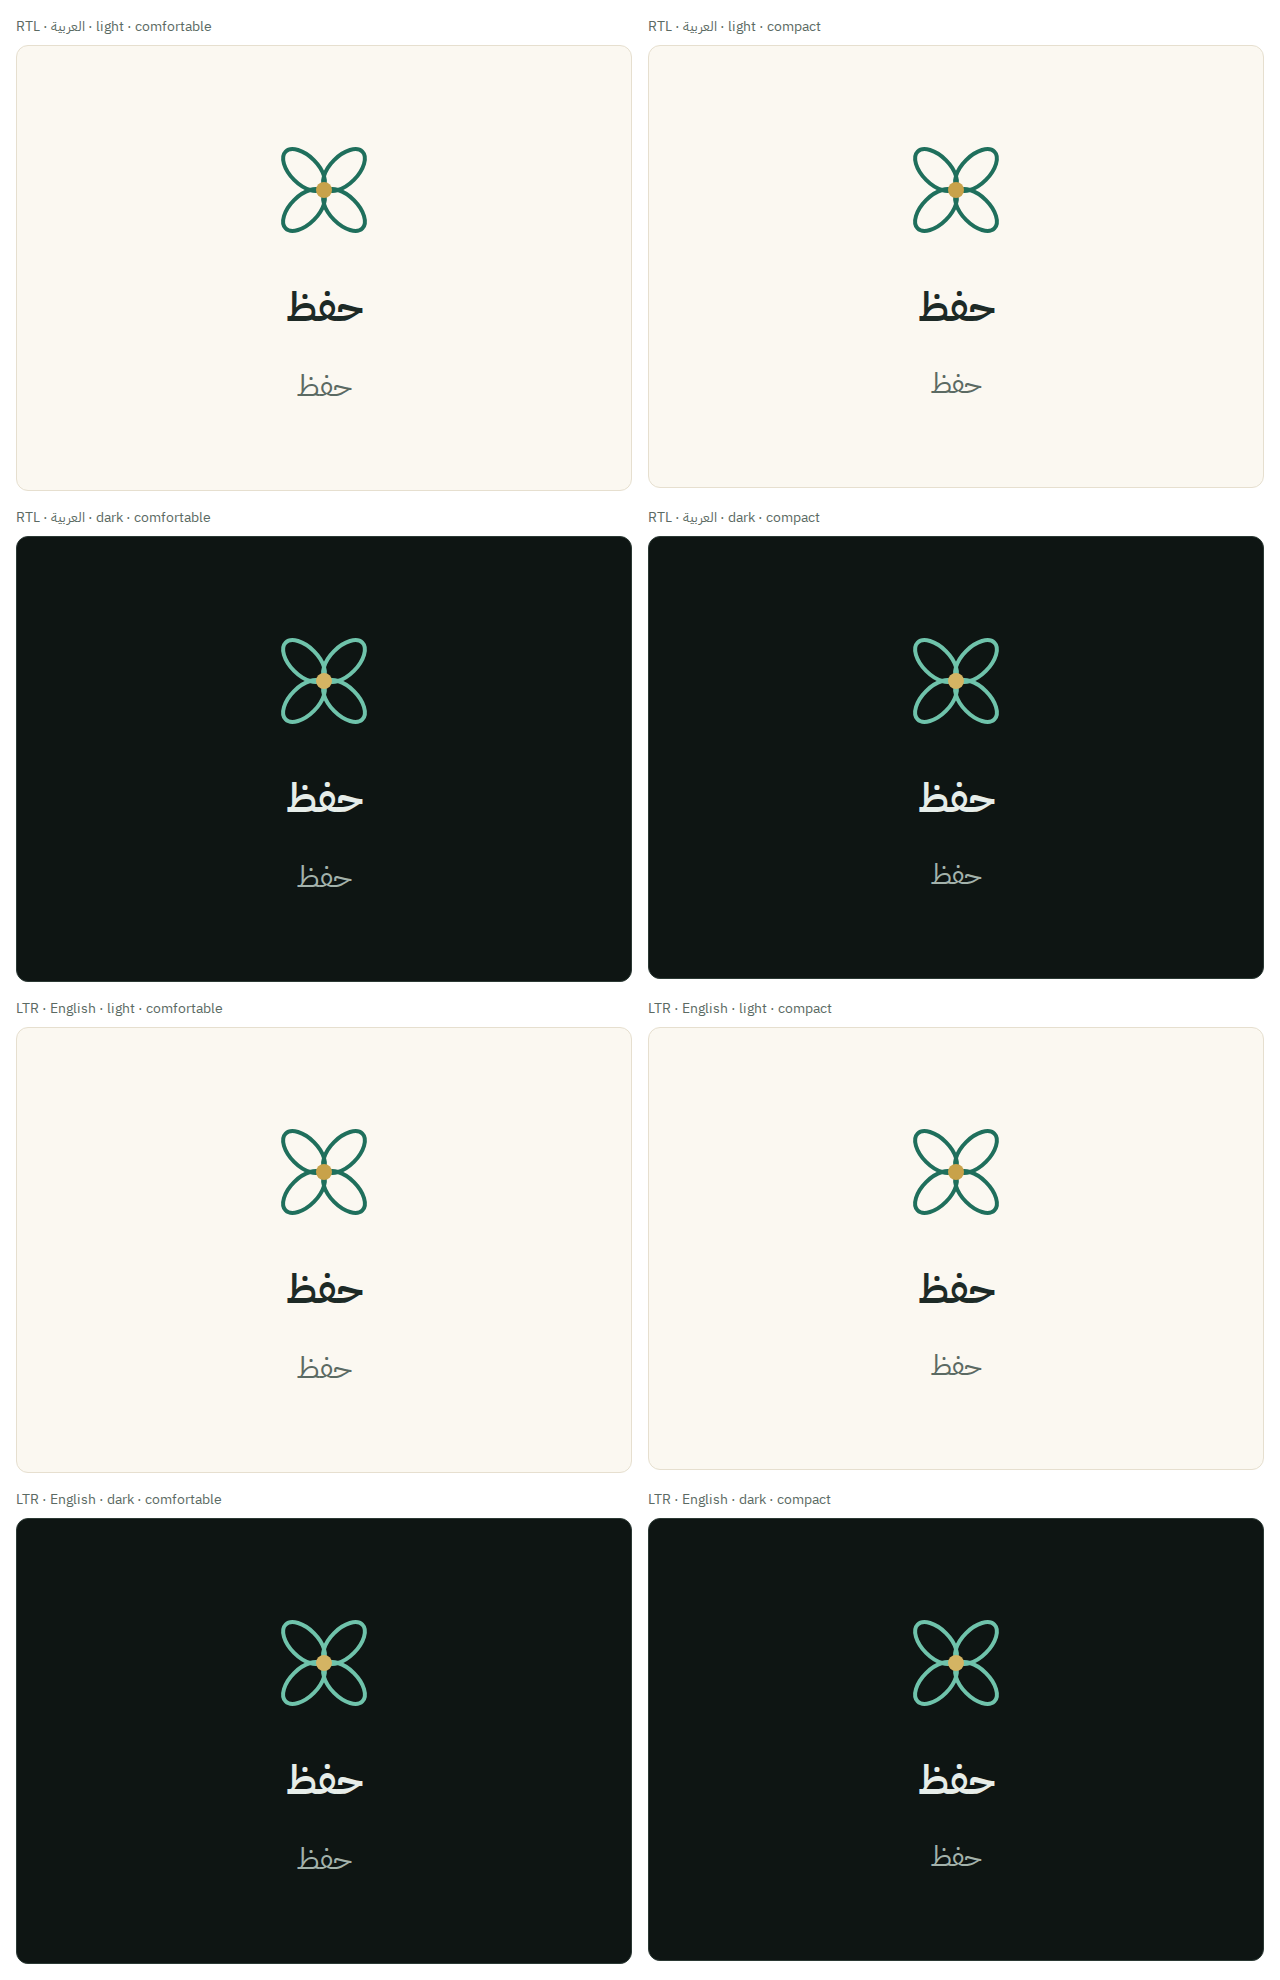 RTL · العربية · light · comfortable
حفظ
حفظ
RTL · العربية · light · compact
حفظ
حفظ
RTL · العربية · dark · comfortable
حفظ
حفظ
RTL · العربية · dark · compact
حفظ
حفظ
LTR · English · light · comfortable
حفظ
حفظ
LTR · English · light · compact
حفظ
حفظ
LTR · English · dark · comfortable
حفظ
حفظ
LTR · English · dark · compact
حفظ
حفظ